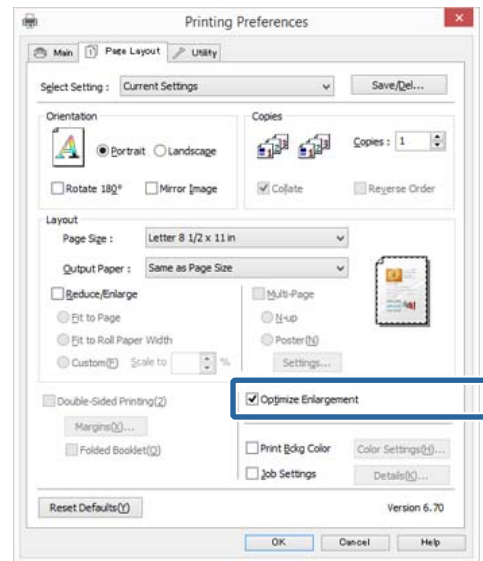 Printing Preferences
Main Page Layout Utility
Select Setting : Current Settings Save/Del...
Orientation Copies
Portrait Landscape Copies : 1
Rotate 180° Mirror Image Collate Reverse Order
Layout
Page Size : Letter 8 1/2 x 11 in
Output Paper : Same as Page Size
Reduce/Enlarge Multi-Page
Fit to Page N-up
Fit to Roll Paper Width Poster(N)
Custom(F) Scale to % Settings...
Double-Sided Printing(2) Optimize Enlargement
Margins(X)...
Folded Booklet(Q) Print Bckg Color Color Settings(H)...
Job Settings Details(K)...
Reset Defaults(Y) Version 6.70
OK Cancel Help